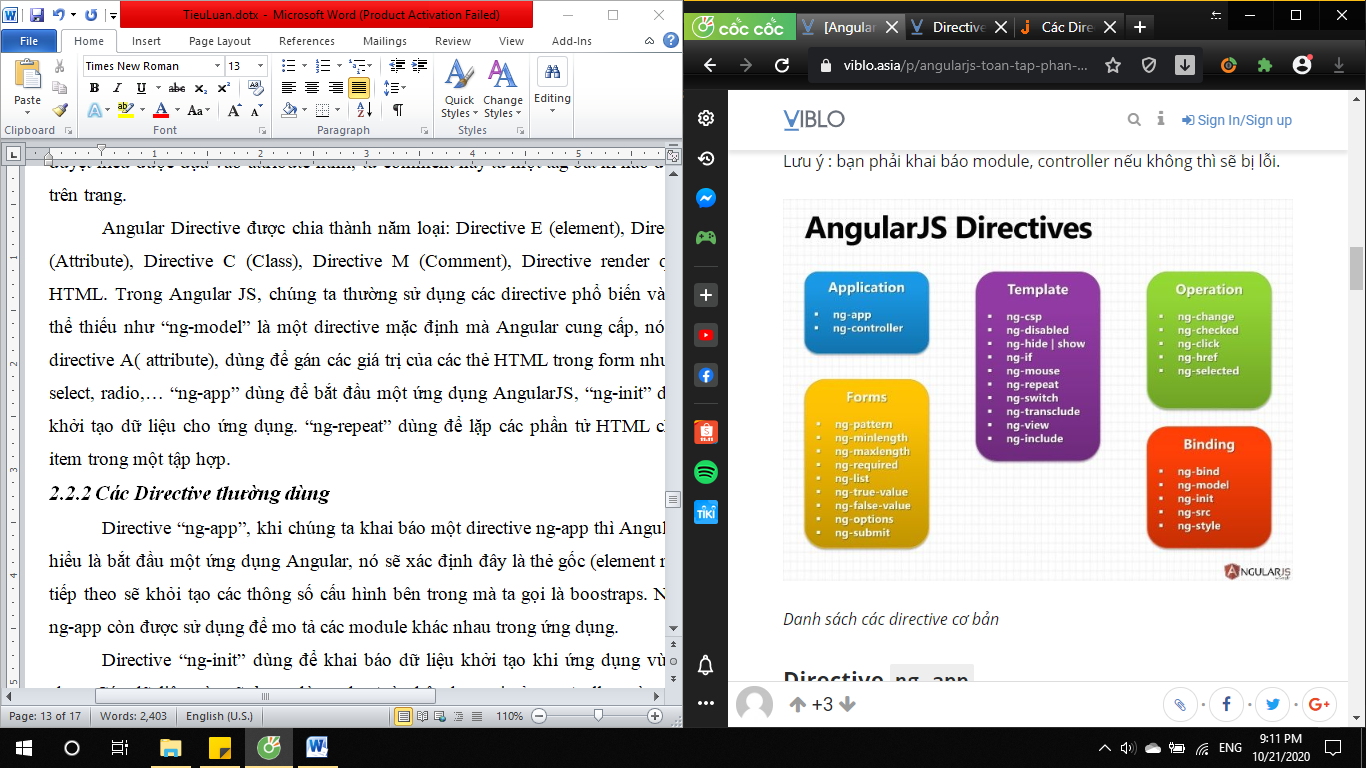 TieuLuan.dotx - Microsoft Word (Product Activation Failed)
File Home Insert Page Layout References Mailings Review View Add-Ins
Times New Roman 13
Paste
Quick Styles
Change Styles
Editing
Clipboard Font Paragraph Styles
trên trang.
Angular Directive được chia thành năm loại: Directive E (element), Direc
(Attribute), Directive C (Class), Directive M (Comment), Directive render q
HTML. Trong Angular JS, chúng ta thường sử dụng các directive phổ biến và
thể thiếu như “ng-model” là một directive mặc định mà Angular cung cấp, nó
directive A( attribute), dùng để gán các giá trị của các thẻ HTML trong form như
select, radio,… “ng-app” dùng để bắt đầu một ứng dụng AngularJS, “ng-init” d
khởi tạo dữ liệu cho ứng dụng. “ng-repeat” dùng để lặp các phần tử HTML ch
item trong một tập hợp.
2.2.2 Các Directive thường dùng
Directive “ng-app”, khi chúng ta khai báo một directive ng-app thì Angul
hiểu là bắt đầu một ứng dụng Angular, nó sẽ xác định đây là thẻ gốc (element r
tiếp theo sẽ khỏi tạo các thông số cấu hình bên trong mà ta gọi là boostraps. N
ng-app còn được sử dụng để mo tả các module khác nhau trong ứng dụng.
Directive “ng-init” dùng để khai báo dữ liệu khởi tạo khi ứng dụng vừ
Page: 13 of 17 Words: 2,403 English (U.S.) 110%
cốc cốc [Angular Directive Các Dire
viblo.asia/p/angularjs-toan-tap-phan-...
VIBLO Sign In/Sign up
Lưu ý : bạn phải khai báo module, controller nếu không thì sẽ bị lỗi.
AngularJS Directives
Application
ng-app
ng-controller
Forms
ng-pattern
ng-minlength
ng-maxlength
ng-required
ng-list
ng-true-value
ng-false-value
ng-options
ng-submit
Template
ng-csp
ng-disabled
ng-hide | show
ng-if
ng-mouse
ng-repeat
ng-switch
ng-transclude
ng-view
ng-include
Operation
ng-change
ng-checked
ng-click
ng-href
ng-selected
Binding
ng-bind
ng-model
ng-init
ng-src
ng-style
ANGULARJS
Danh sách các directive cơ bản
Directive ng-app
+3
TIKI
ENG
9:11 PM
10/21/2020